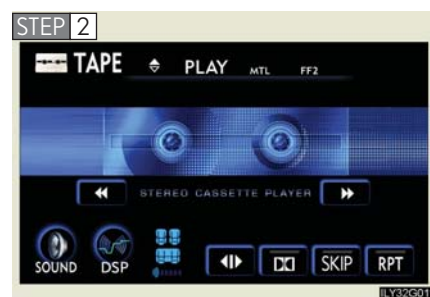 STEP 2
TAPE PLAY MTL FF2
STEREO CASSETTE PLAYER
SOUND DSP SKIP RPT
ILY32G01